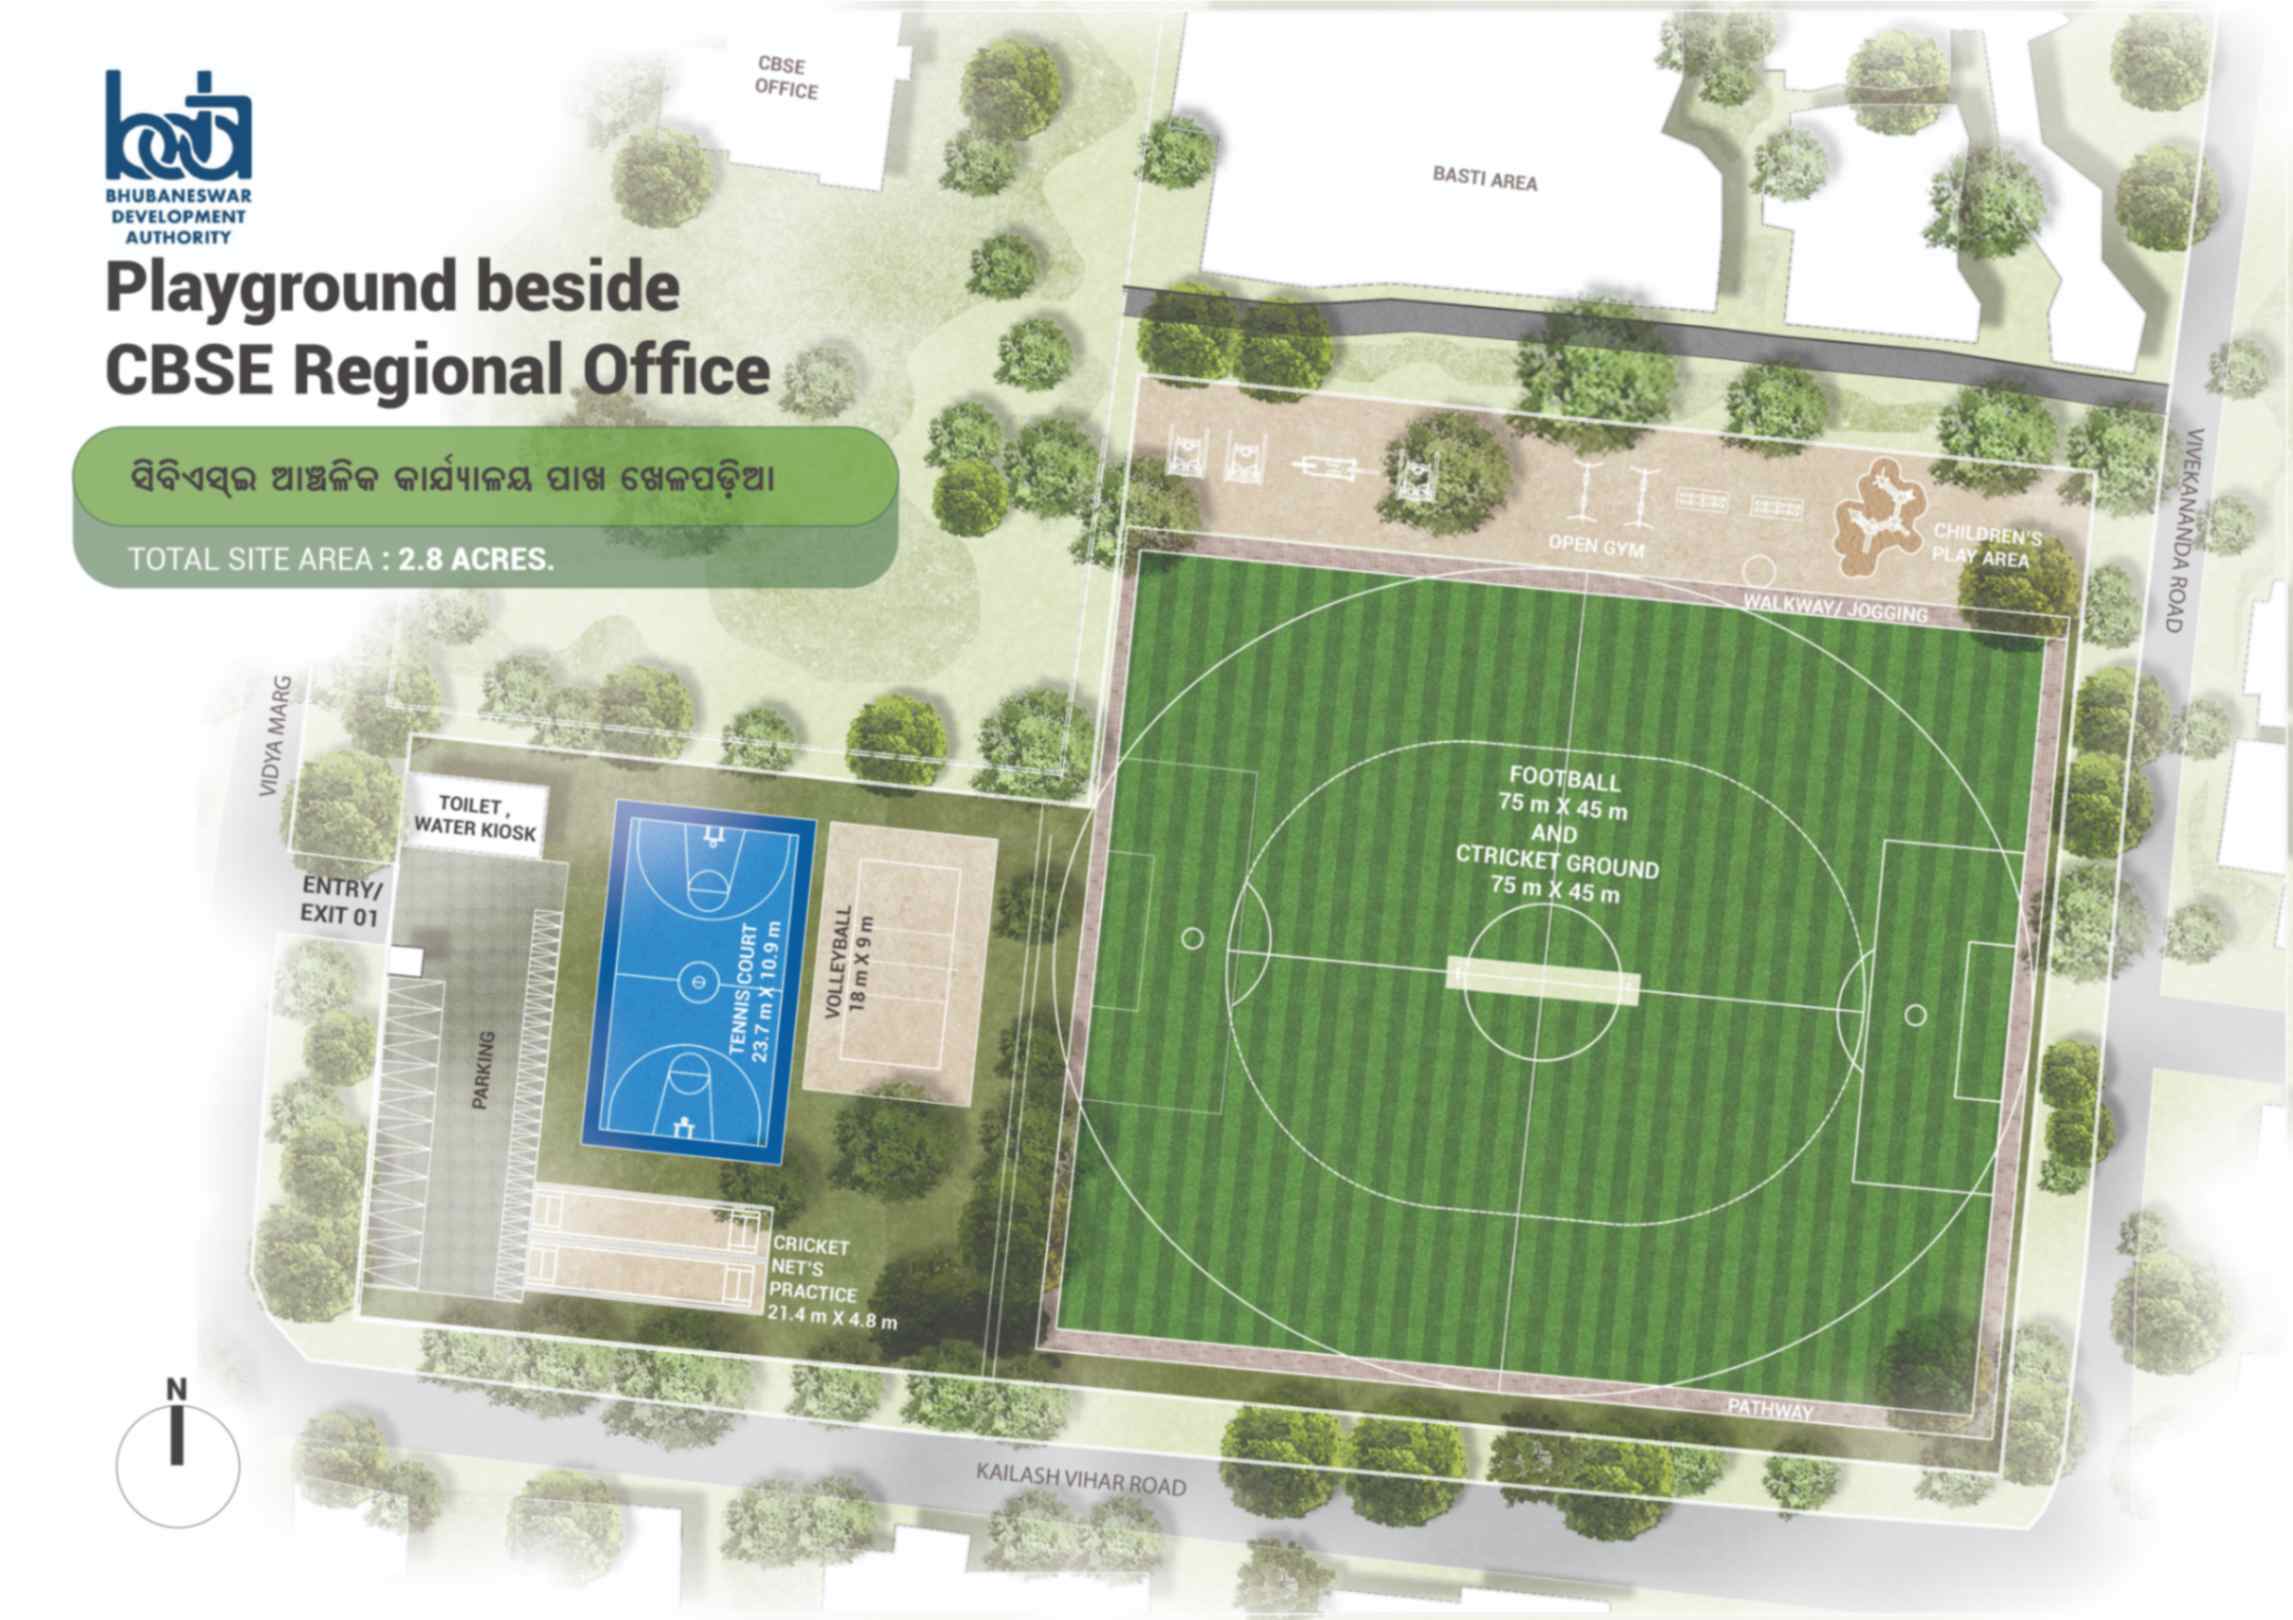 BHUBANESWAR
DEVELOPMENT
AUTHORITY
Playground beside
CBSE Regional Office
ସିବିଏସ୍ଇ ଆଞ୍ଚଳିକ କାର୍ଯ୍ୟାଳୟ ପାଖ ଖେଳପଡ଼ିଆ
TOTAL SITE AREA : 2.8 ACRES.
CBSE
OFFICE
BASTI AREA
OPEN GYM
CHILDREN'S
PLAY AREA
WALKWAY/ JOGGING
VIVEKANANDA ROAD
VIDYA MARG
TOILET ,
WATER KIOSK
ENTRY/
EXIT 01
PARKING
TENNIS COURT
23.7 m X 10.9 m
VOLLEYBALL
18 m X 9 m
FOOTBALL
75 m X 45 m
AND
CTRICKET GROUND
75 m X 45 m
CRICKET
NET'S
PRACTICE
21.4 m X 4.8 m
PATHWAY
KAILASH VIHAR ROAD
N